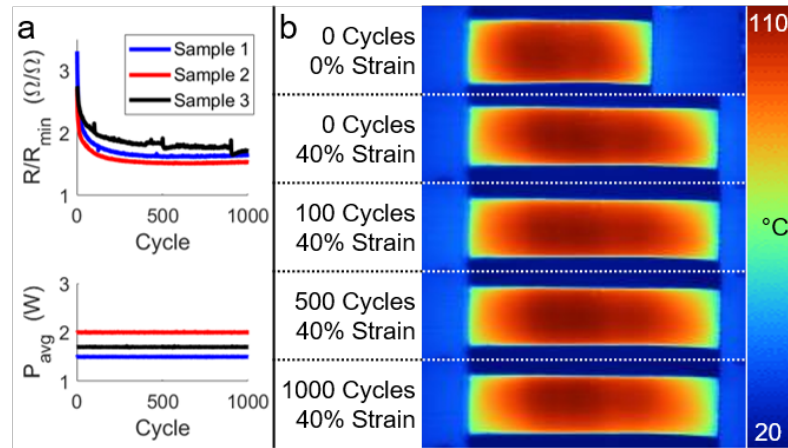 a
R/Rmin (Ω/Ω)
3
2
1
Sample 1
Sample 2
Sample 3
0
500
1000
Cycle
Pavg (W)
3
2
1
0
500
1000
Cycle
b
0 Cycles
0% Strain
0 Cycles
40% Strain
100 Cycles
40% Strain
500 Cycles
40% Strain
1000 Cycles
40% Strain
110
°C
20